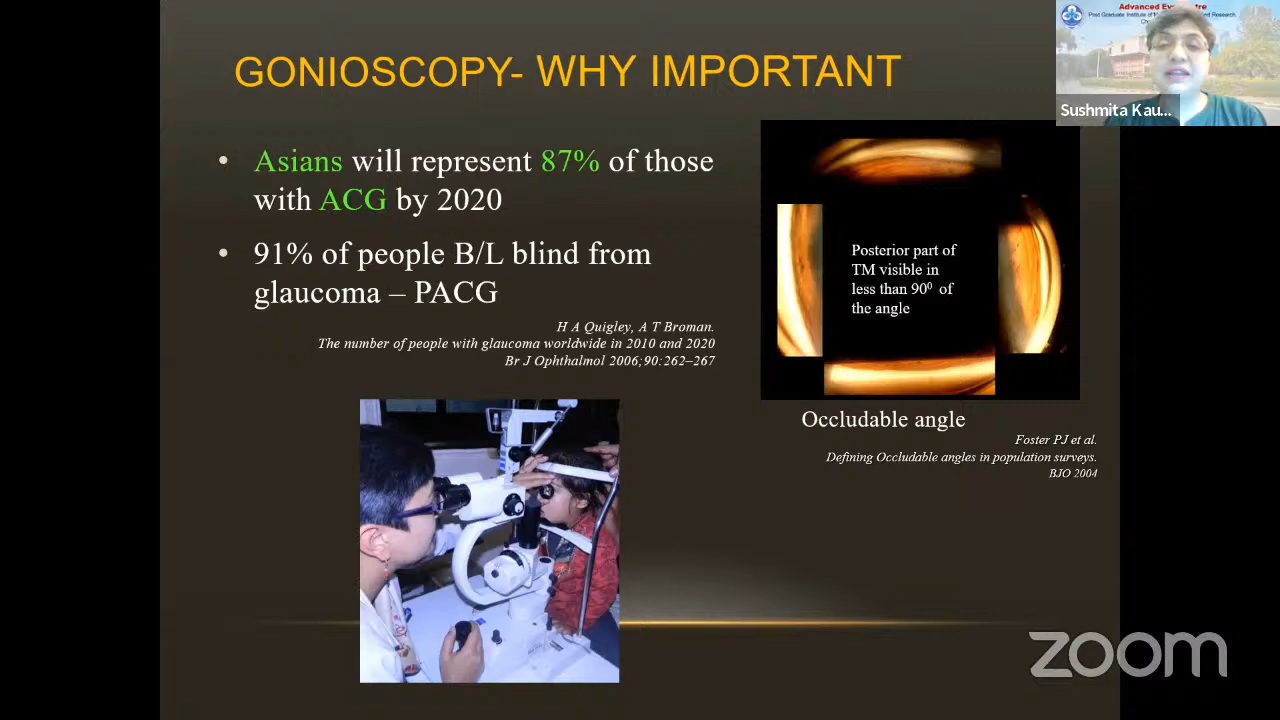 GONIOSCOPY- WHY IMPORTANT
• Asians will represent 87% of those
with ACG by 2020
• 91% of people B/L blind from
glaucoma – PACG
H A Quigley, A T Broman.
The number of people with glaucoma worldwide in 2010 and 2020
Br J Ophthalmol 2006;90:262–267
Posterior part of
TM visible in
less than 90⁰ of
the angle
Occludable angle
Foster PJ et al.
Defining Occludable angles in population surveys.
BJO 2004
Advanced Eye
Post Graduate Institute of
Research
Sushmita Kau...
zoom